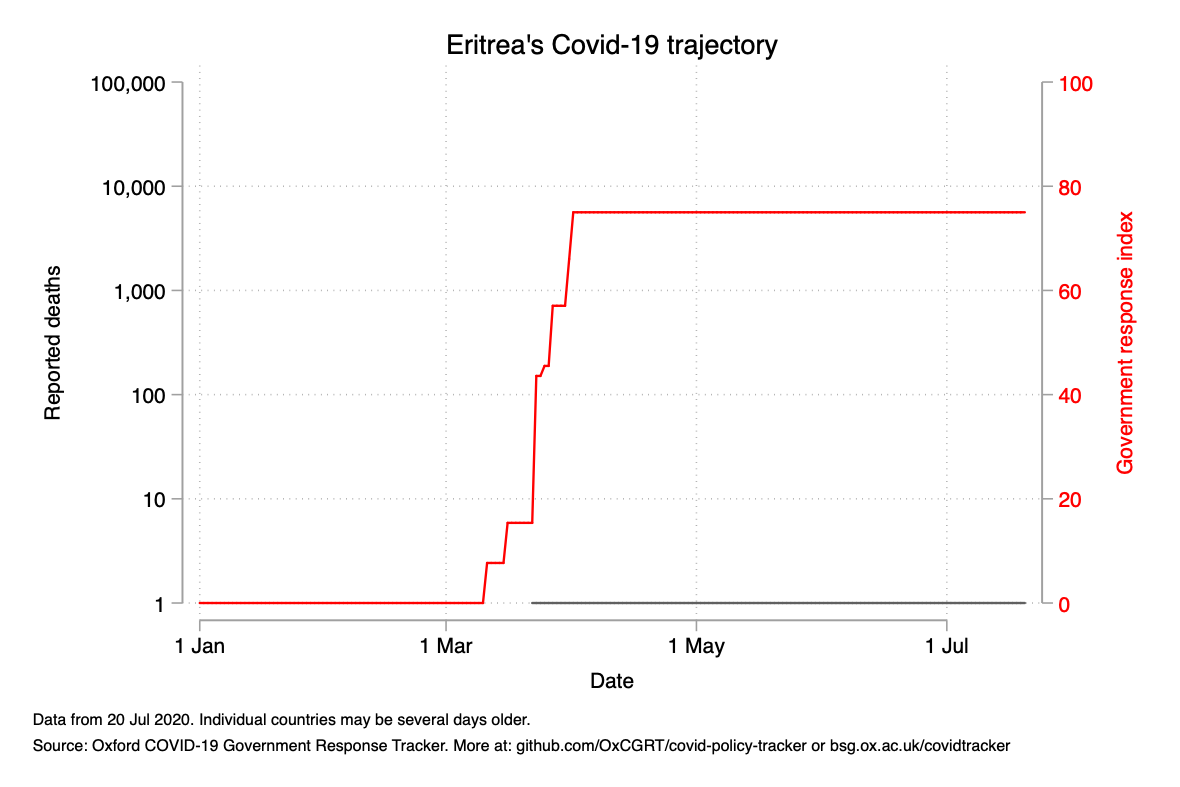 Eritrea's Covid-19 trajectory
100,000
10,000
1,000
100
10
1
Reported deaths
100
80
60
40
20
0
Government response index
1 Jan
1 Mar
1 May
1 Jul
Date
Data from 20 Jul 2020. Individual countries may be several days older.
Source: Oxford COVID-19 Government Response Tracker. More at: github.com/OxCGRT/covid-policy-tracker or bsg.ox.ac.uk/covidtracker